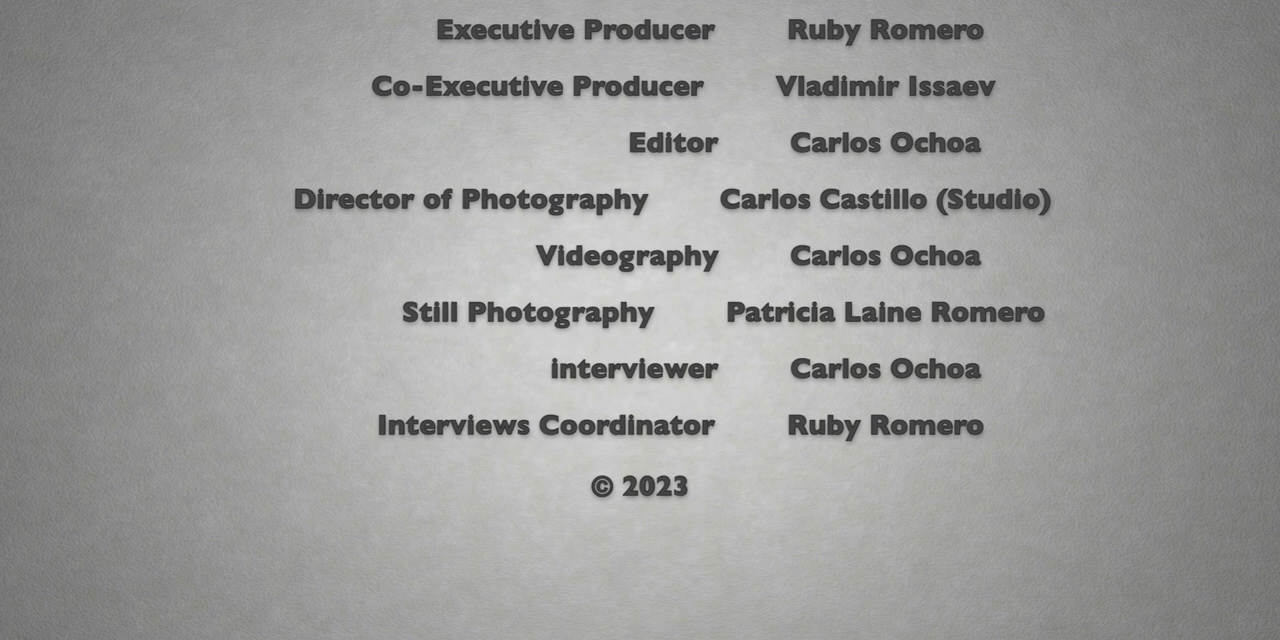 Executive Producer Ruby Romero
Co-Executive Producer Vladimir Issaev
Editor Carlos Ochoa
Director of Photography Carlos Castillo (Studio)
Videography Carlos Ochoa
Still Photography Patricia Laine Romero
interviewer Carlos Ochoa
Interviews Coordinator Ruby Romero
© 2023